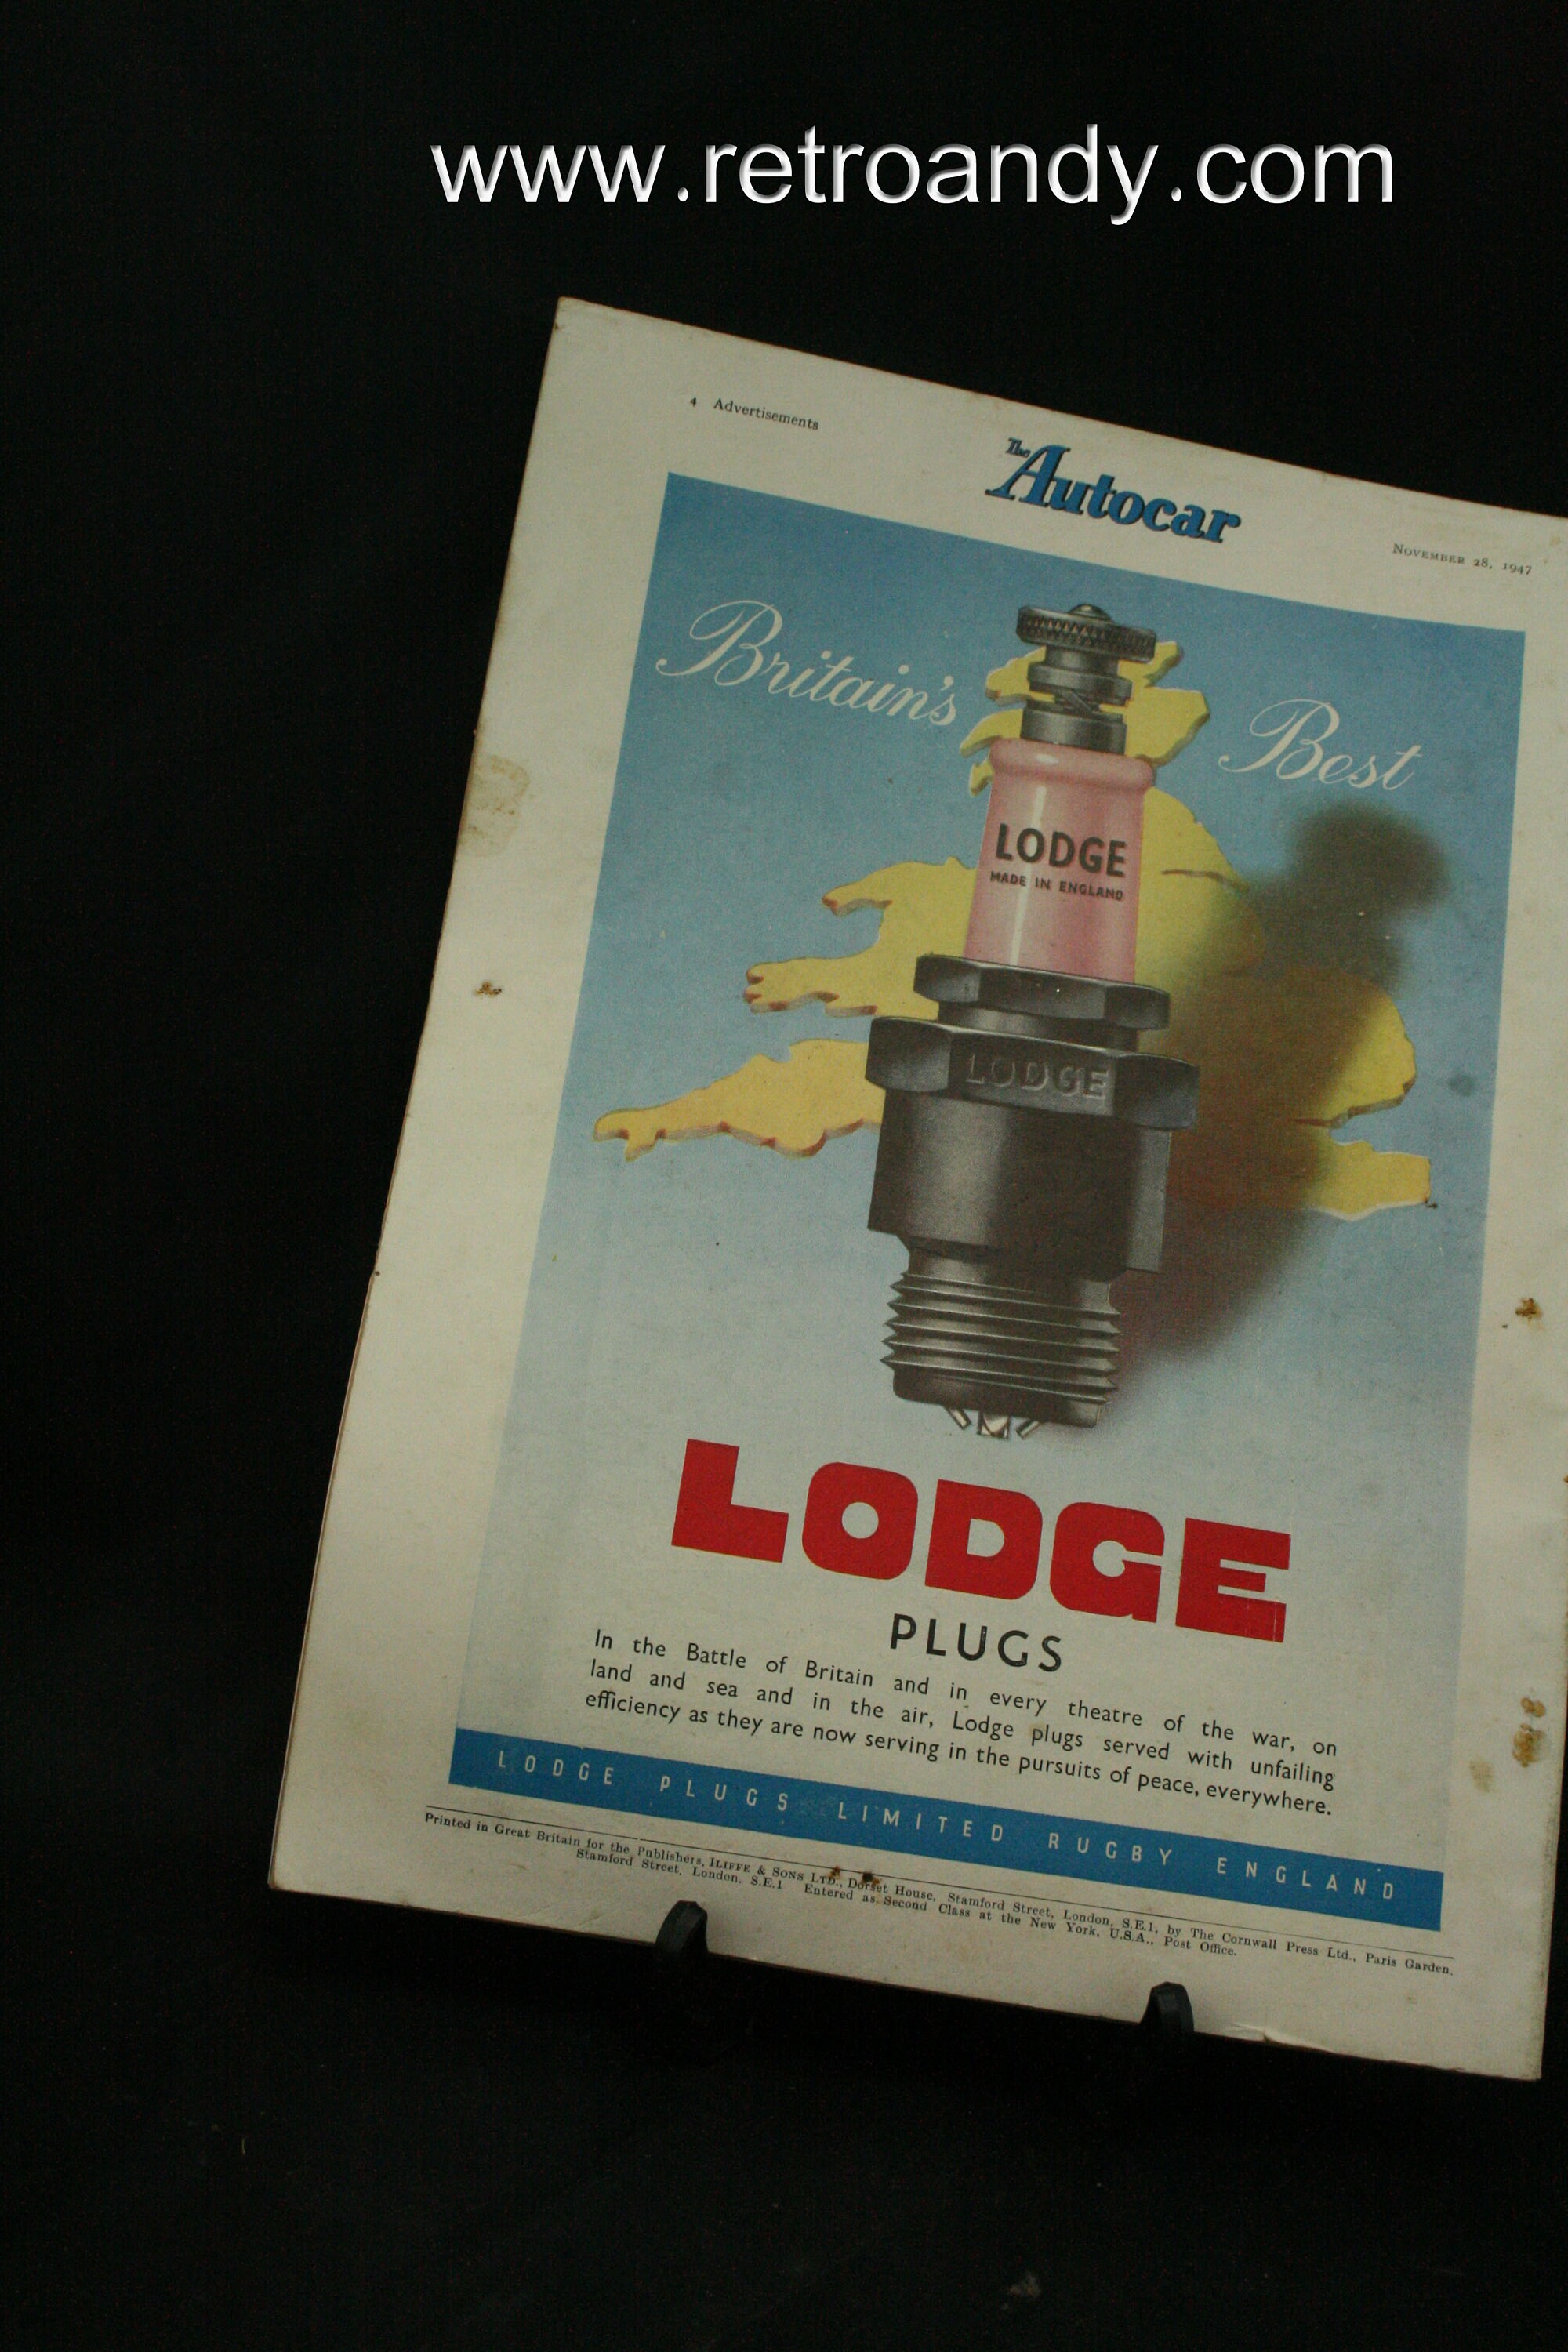 www.retroandy.com
4 Advertisements
The Autocar
November 28, 1947
Britain's Best
LODGE
MADE IN ENGLAND
LODGE
LODGE
PLUGS
In the Battle of Britain and in every theatre of the war, on
land and sea and in the air, Lodge plugs served with unfailing
efficiency as they are now serving in the pursuits of peace, everywhere.
LODGE PLUGS LIMITED RUGBY ENGLAND
Printed in Great Britain for the Publishers, ILIFFE & SONS LTD., Dorset House, Stamford Street, London, S.E.1, by The Cornwall Press Ltd., Paris Garden,
Stamford Street, London, S.E.1 Entered as Second Class at the New York, U.S.A., Post Office.